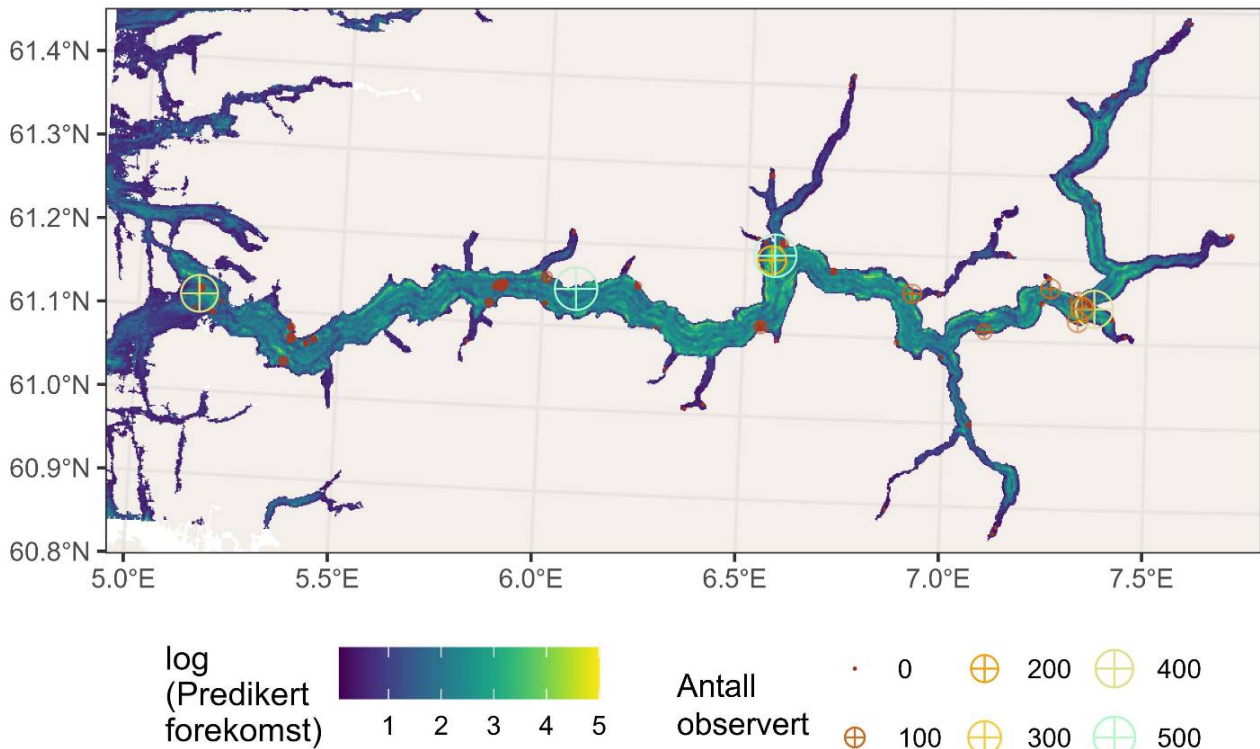 61.4°N
61.3°N
61.2°N
61.1°N
61.0°N
60.9°N
60.8°N
5.0°E 5.5°E 6.0°E 6.5°E 7.0°E 7.5°E
log
(Predikert
forekomst)
1 2 3 4 5
Antall
observert
0 200 400
100 300 500